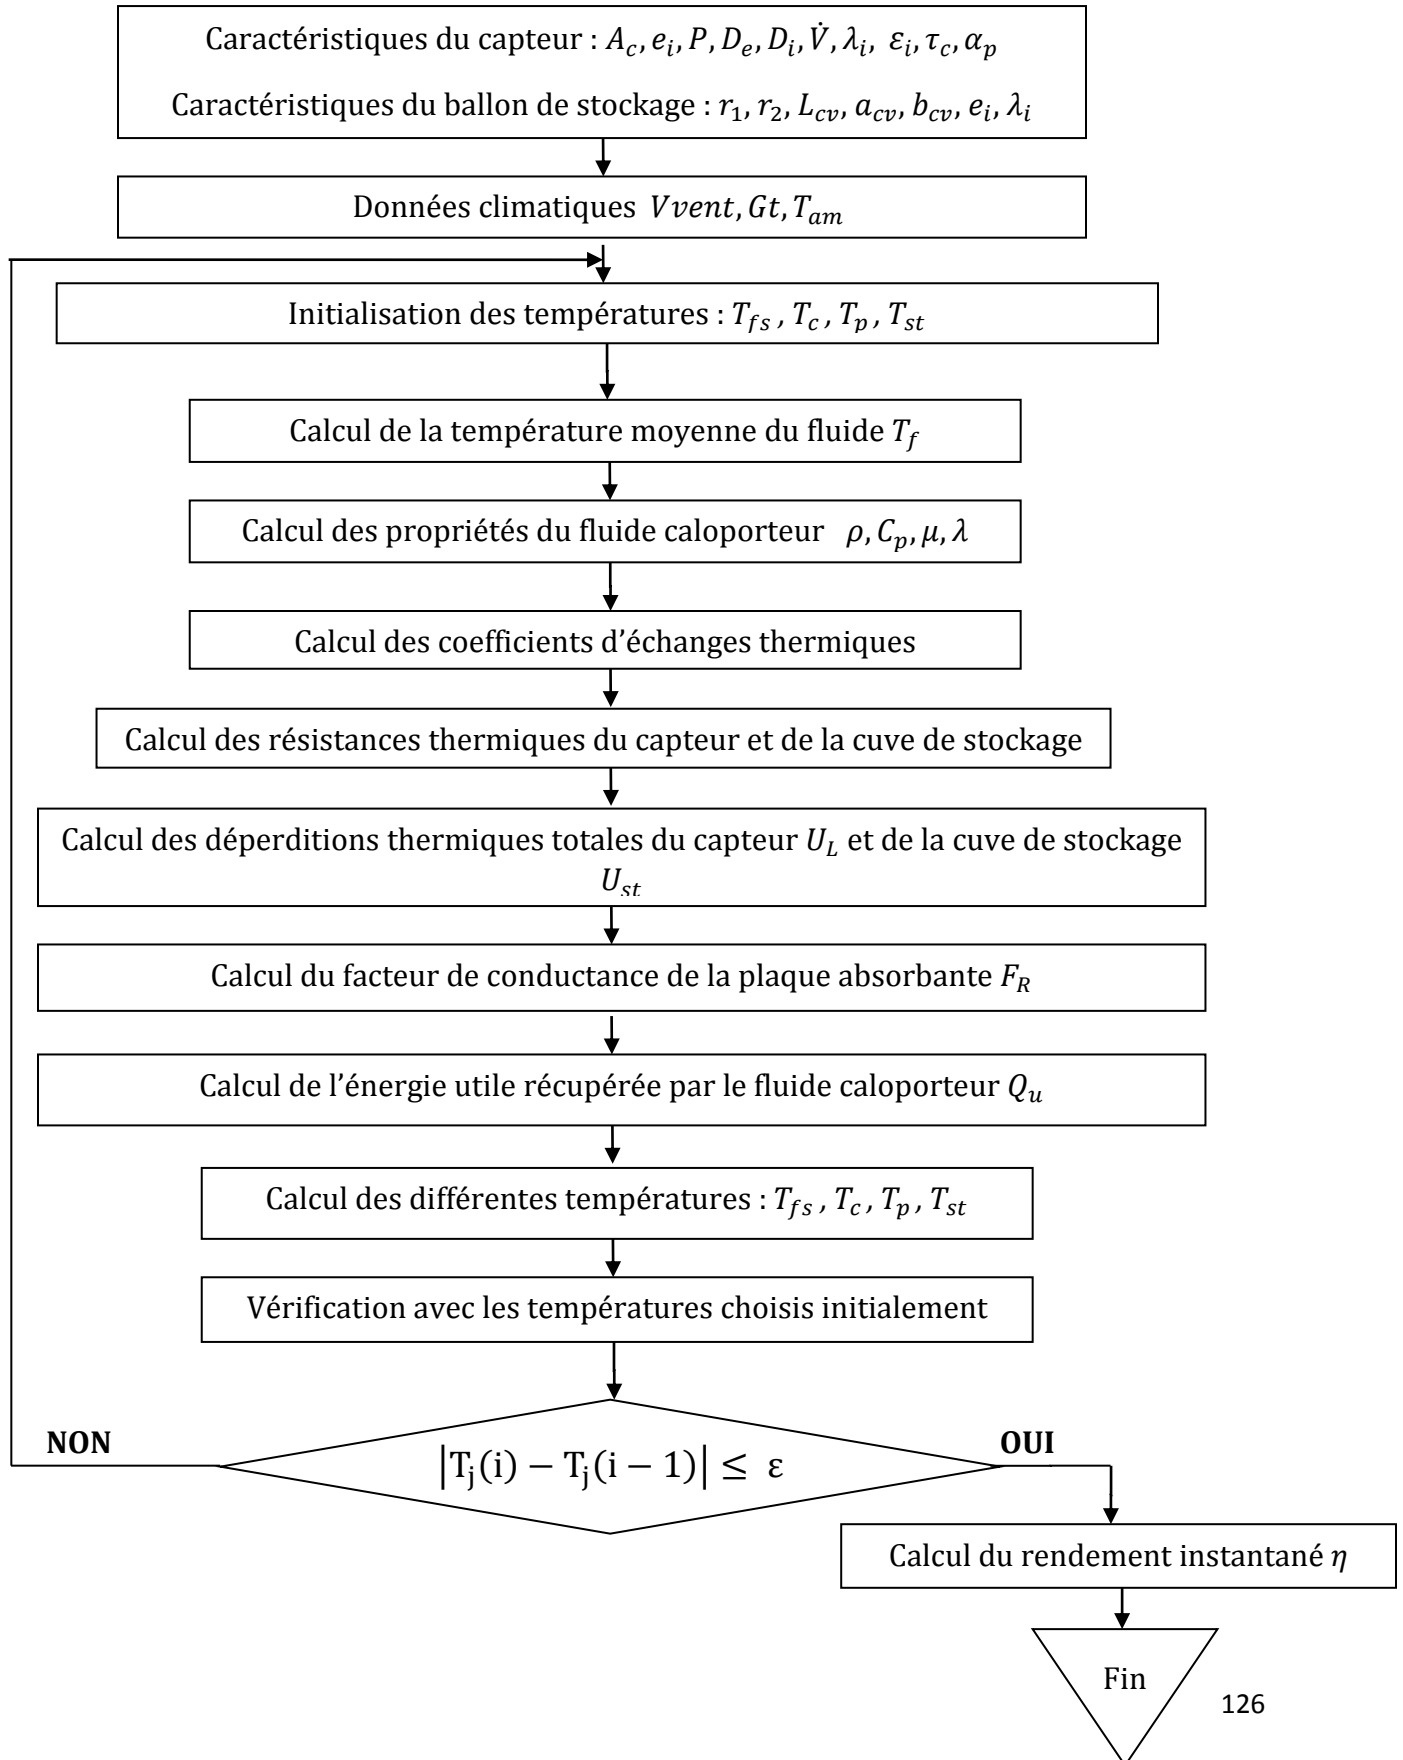 Caractéristiques du capteur : A_c, e_i, P, D_e, D_i, V̇, λ_i, ε_i, τ_c, α_p
Caractéristiques du ballon de stockage : r_1, r_2, L_cv, a_cv, b_cv, e_i, λ_i
Données climatiques Vvent, Gt, T_am
Initialisation des températures : T_fs , T_c , T_p , T_st
Calcul de la température moyenne du fluide T_f
Calcul des propriétés du fluide caloporteur ρ, C_p, μ, λ
Calcul des coefficients d’échanges thermiques
Calcul des résistances thermiques du capteur et de la cuve de stockage
Calcul des déperditions thermiques totales du capteur U_L et de la cuve de stockage
U_st
Calcul du facteur de conductance de la plaque absorbante F_R
Calcul de l’énergie utile récupérée par le fluide caloporteur Q_u
Calcul des différentes températures : T_fs , T_c , T_p , T_st
Vérification avec les températures choisis initialement
NON
|T_j(i) − T_j(i − 1)| ≤ ε
OUI
Calcul du rendement instantané η
Fin
126